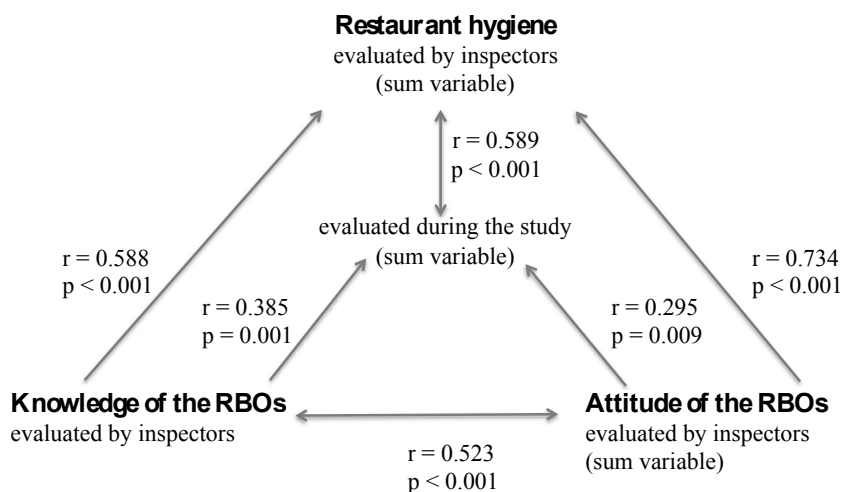 Restaurant hygiene
evaluated by inspectors
(sum variable)
r = 0.589
p < 0.001
evaluated during the study
(sum variable)
r = 0.588
p < 0.001
r = 0.734
p < 0.001
r = 0.385
p = 0.001
r = 0.295
p = 0.009
Knowledge of the RBOs
evaluated by inspectors
Attitude of the RBOs
evaluated by inspectors
(sum variable)
r = 0.523
p < 0.001